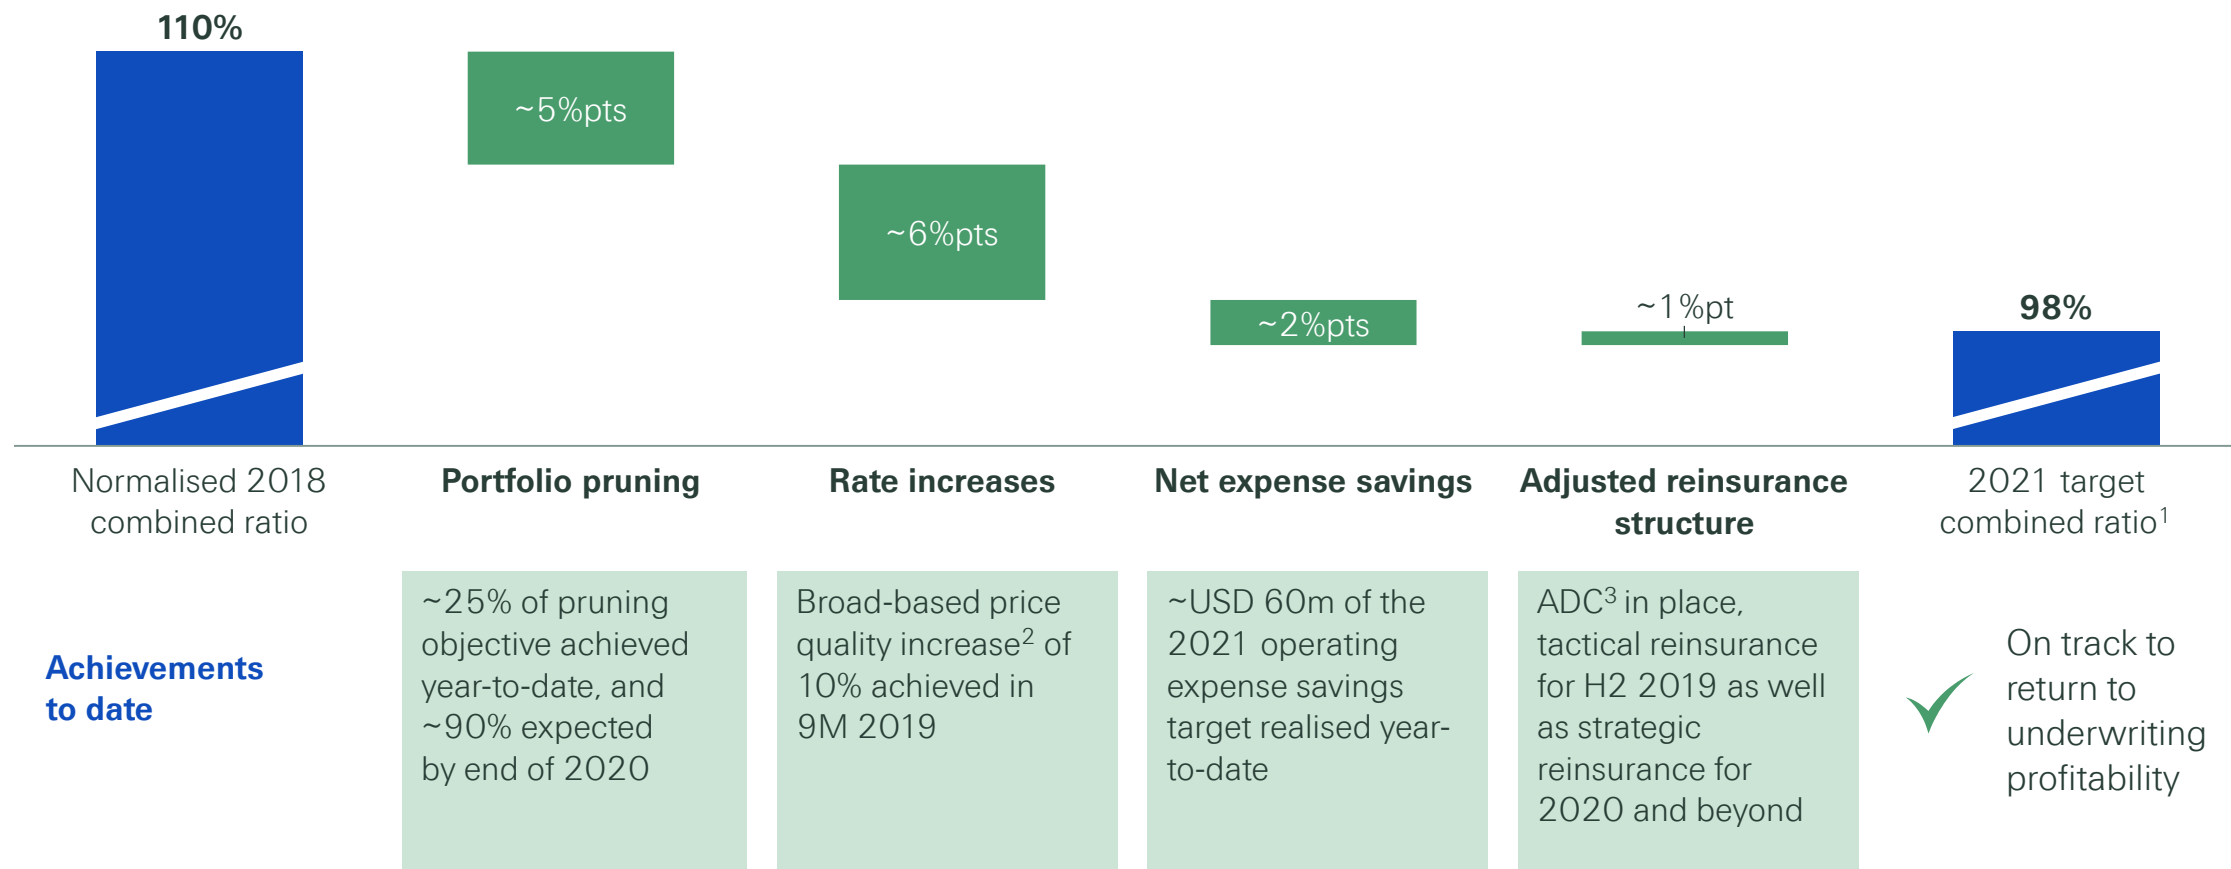 110%
~5%pts
~6%pts
~2%pts
~1%pt
98%
Normalised 2018
combined ratio
Portfolio pruning
Rate increases
Net expense savings
Adjusted reinsurance
structure
2021 target
combined ratio¹
Achievements
to date
~25% of pruning
objective achieved
year-to-date, and
~90% expected
by end of 2020
Broad-based price
quality increase² of
10% achieved in
9M 2019
~USD 60m of the
2021 operating
expense savings
target realised year-
to-date
ADC³ in place,
tactical reinsurance
for H2 2019 as well
as strategic
reinsurance for
2020 and beyond
On track to
return to
underwriting
profitability